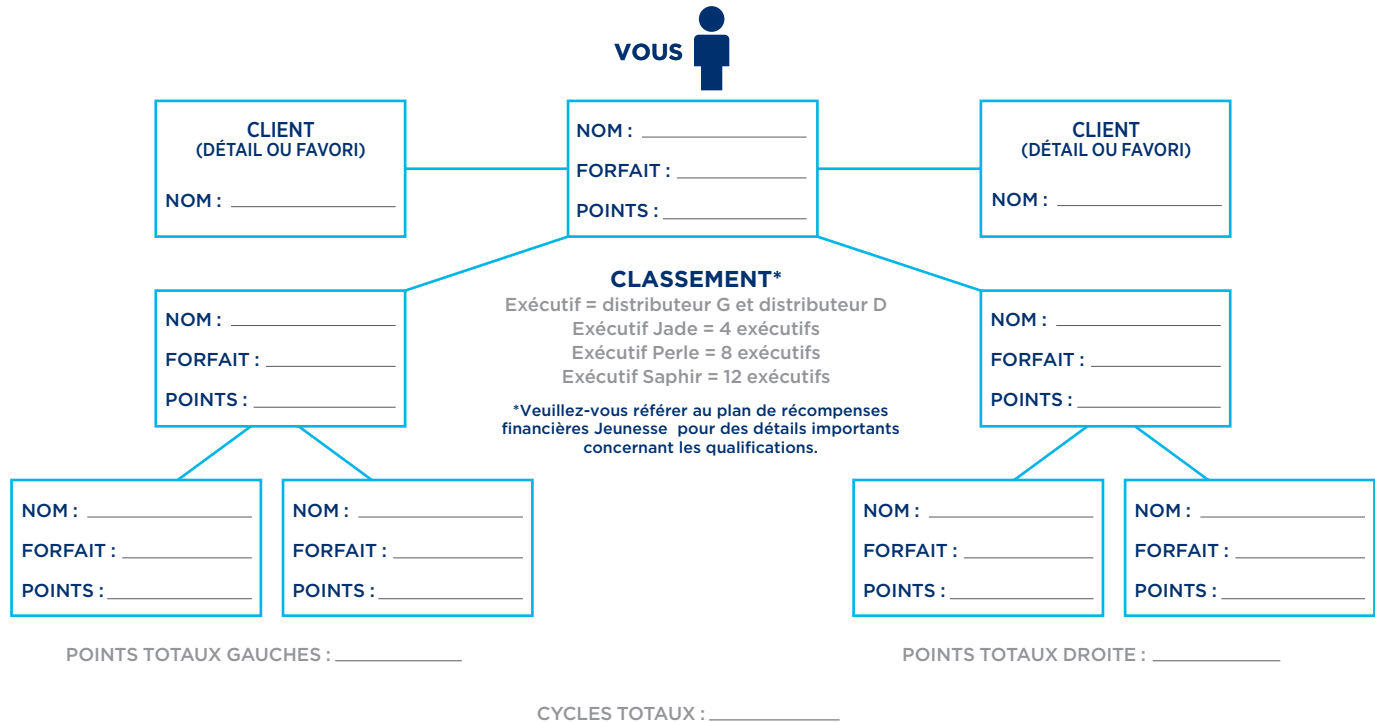 VOUS
CLIENT
(DÉTAIL OU FAVORI)
NOM :
NOM :
FORFAIT :
POINTS :
CLIENT
(DÉTAIL OU FAVORI)
NOM :
CLASSEMENT*
Exécutif = distributeur G et distributeur D
Exécutif Jade = 4 exécutifs
Exécutif Perle = 8 exécutifs
Exécutif Saphir = 12 exécutifs
*Veuillez-vous référer au plan de récompenses
financières Jeunesse pour des détails importants
concernant les qualifications.
NOM :
FORFAIT :
POINTS :
NOM :
FORFAIT :
POINTS :
NOM :
FORFAIT :
POINTS :
NOM :
FORFAIT :
POINTS :
NOM :
FORFAIT :
POINTS :
NOM :
FORFAIT :
POINTS :
POINTS TOTAUX GAUCHES :
POINTS TOTAUX DROITE :
CYCLES TOTAUX :